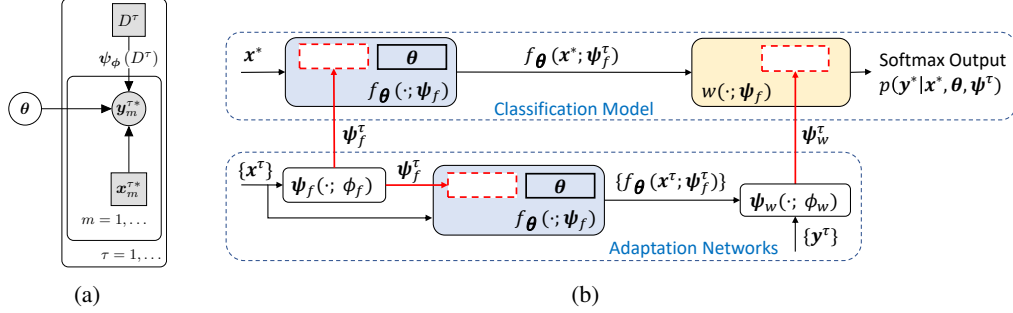 D^τ
ψ_ϕ(D^τ)
θ
y_m^{τ*}
x_m^{τ*}
m = 1, . . .
τ = 1, . . .
(a)
x*
θ
f_θ(·; ψ_f)
f_θ(x*; ψ_f^τ)
w(·; ψ_f)
Softmax Output
p(y*|x*, θ, ψ^τ)
Classification Model
ψ_f^τ
ψ_w^τ
{x^τ}
ψ_f(·; ϕ_f)
ψ_f^τ
θ
f_θ(·; ψ_f)
{f_θ(x^τ; ψ_f^τ)}
ψ_w(·; ϕ_w)
{y^τ}
Adaptation Networks
(b)